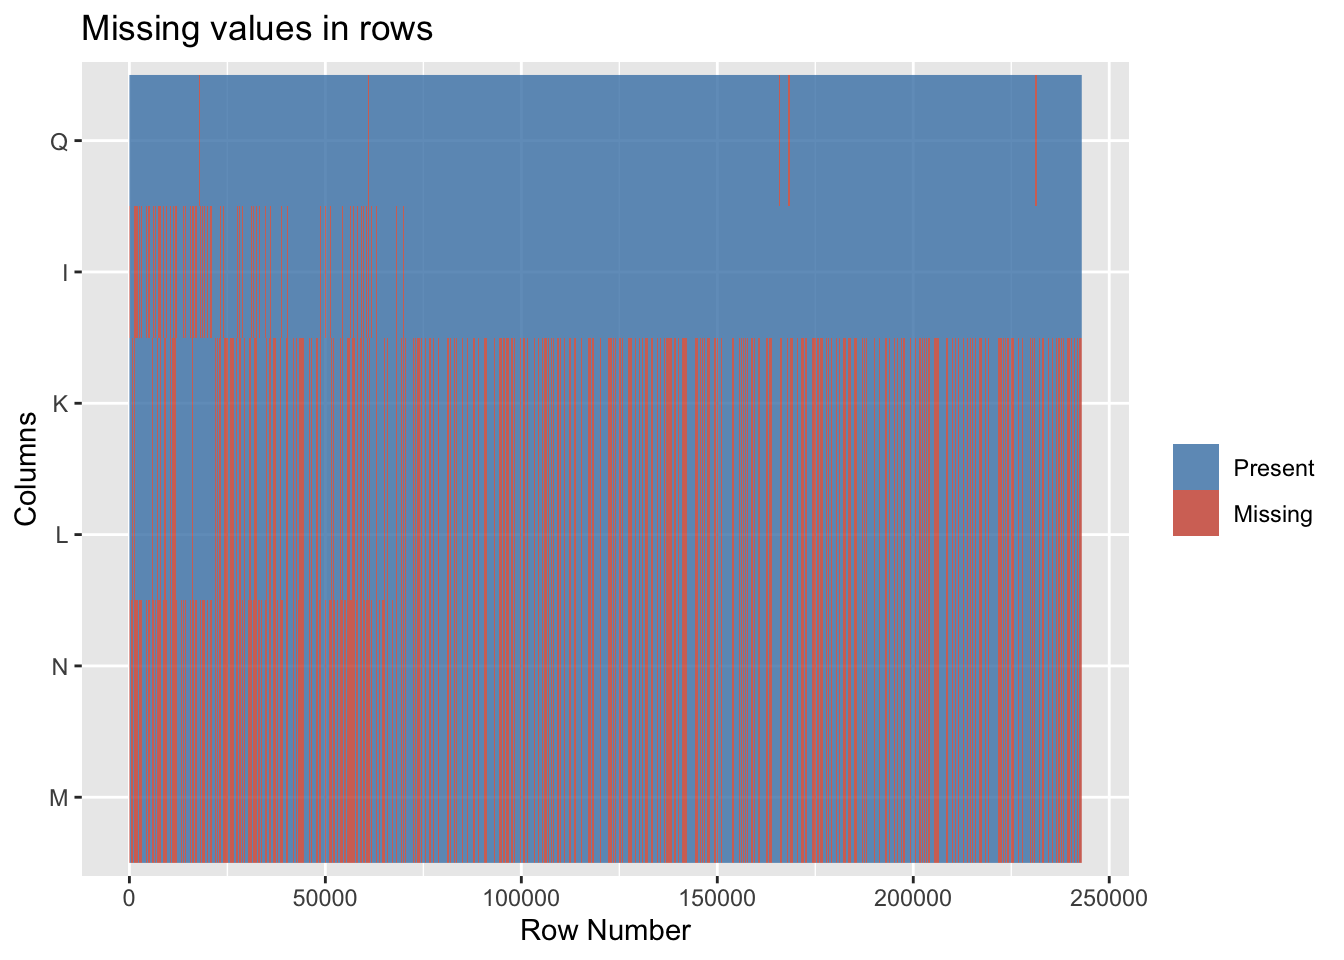 Missing values in rows
Q
I
K
L
N
M
Columns
0
50000
100000
150000
200000
250000
Row Number
Present
Missing